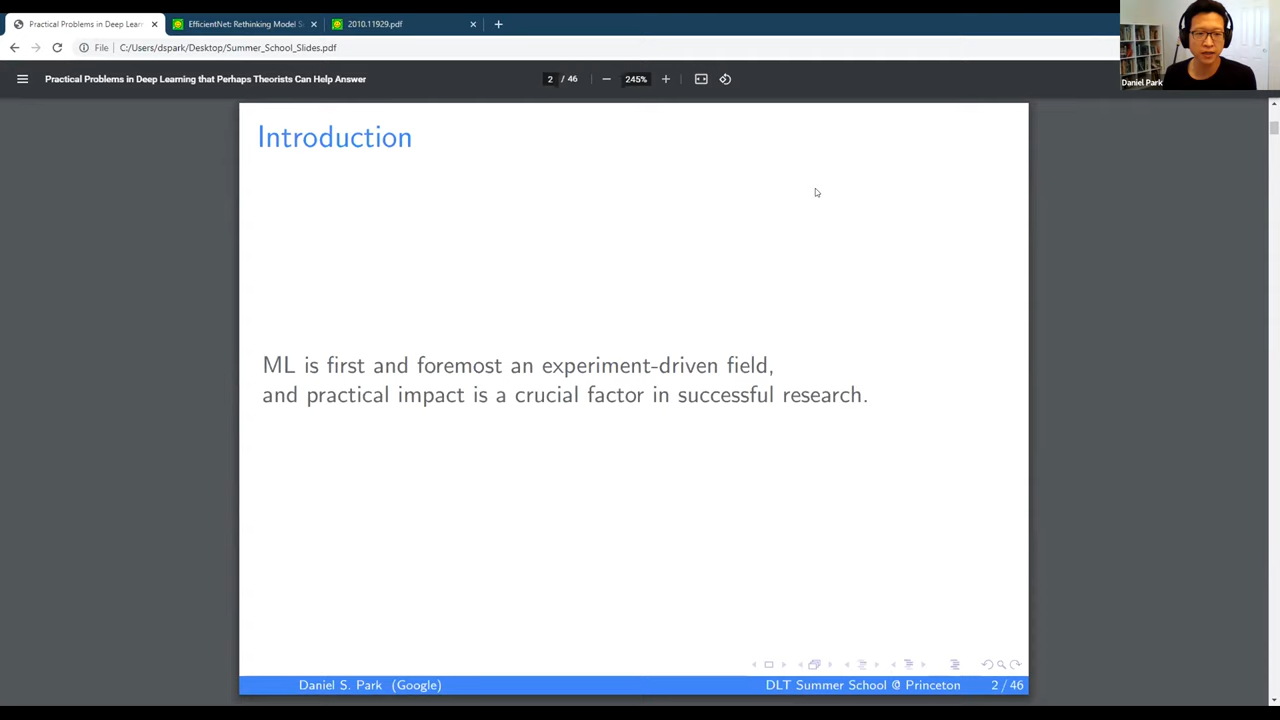 Practical Problems in Deep Lear
EfficientNet: Rethinking Model S
2010.11929.pdf
File
C:/Users/dspark/Desktop/Summer_School_Slides.pdf
Daniel Park
Practical Problems in Deep Learning that Perhaps Theorists Can Help Answer
2 / 46
245%
Introduction
ML is first and foremost an experiment-driven field,
and practical impact is a crucial factor in successful research.
Daniel S. Park (Google)
DLT Summer School @ Princeton
2 / 46